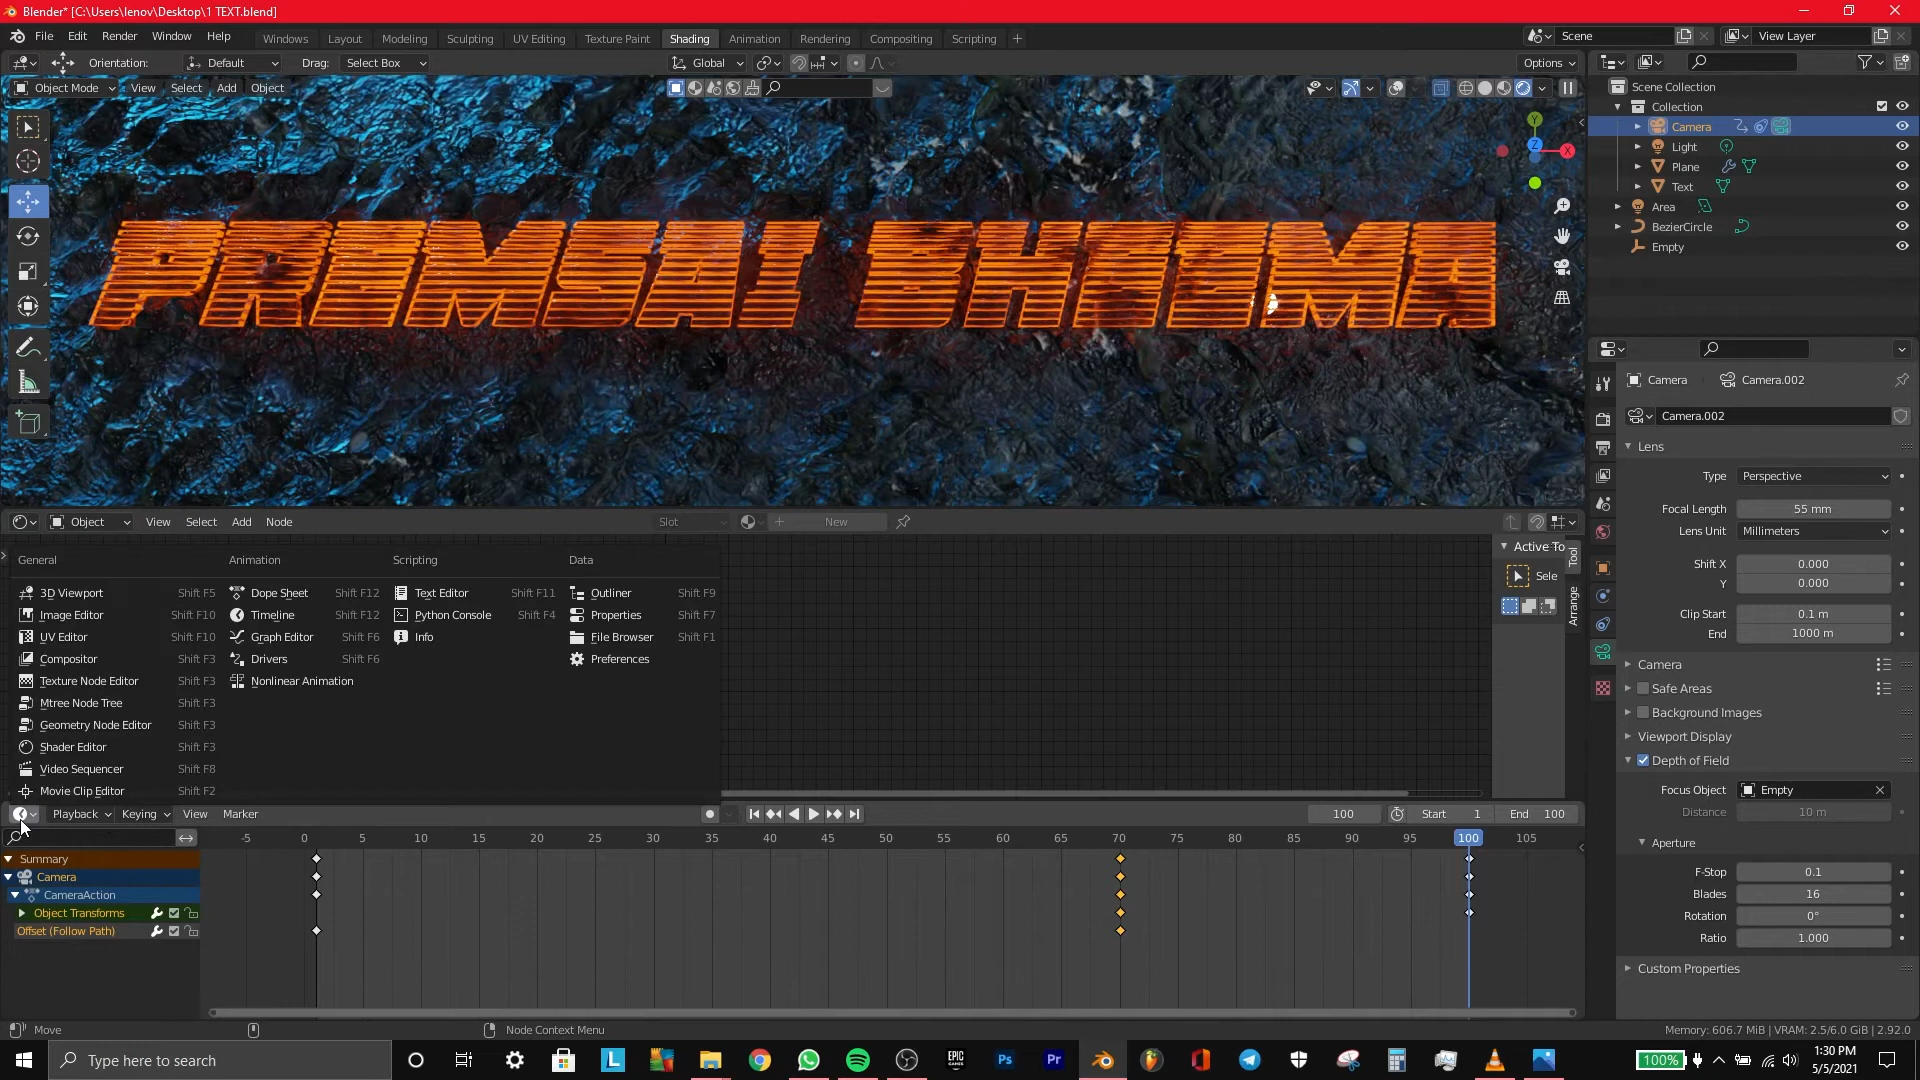 Blender* [C:\Users\lenov\Desktop\1 TEXT.blend]
File Edit Render Window Help
Windows Layout Modeling Sculpting UV Editing Texture Paint Shading Animation Rendering Compositing Scripting +
Scene
View Layer
Orientation: Default Drag: Select Box Global Options
Object Mode View Select Add Object
Scene Collection
Collection
Camera
Light
Plane
Text
Area
BezierCircle
Empty
Y
Z
X
PREMSAI BHEEMA
Camera Camera.002
Camera.002
Lens
Type Perspective
Focal Length 55 mm
Lens Unit Millimeters
Shift X 0.000
Y 0.000
Clip Start 0.1 m
End 1000 m
Camera
Safe Areas
Background Images
Viewport Display
Depth of Field
Focus Object Empty
Distance 10 m
Aperture
F-Stop 0.1
Blades 16
Rotation 0°
Ratio 1.000
Custom Properties
Object View Select Add Node Slot New
Active To
Sele
Tool
Arrange
General Animation Scripting Data
3D Viewport Shift F5 Dope Sheet Shift F12 Text Editor Shift F11 Outliner Shift F9
Image Editor Shift F10 Timeline Shift F12 Python Console Shift F4 Properties Shift F7
UV Editor Shift F10 Graph Editor Shift F6 Info File Browser Shift F1
Compositor Shift F3 Drivers Shift F6 Preferences
Texture Node Editor Shift F3 Nonlinear Animation
Mtree Node Tree Shift F3
Geometry Node Editor Shift F3
Shader Editor Shift F3
Video Sequencer Shift F8
Movie Clip Editor Shift F2
Playback Keying View Marker 100 Start 1 End 100
-5 0 5 10 15 20 25 30 35 40 45 50 55 60 65 70 75 80 85 90 95 100 105
Summary
Camera
CameraAction
Object Transforms
Offset (Follow Path)
Move Node Context Menu Memory: 606.7 MiB | VRAM: 2.5/6.0 GiB | 2.92.0
Type here to search
L
EPIC GAMES
Ps
Pr
100%
1:30 PM
5/5/2021